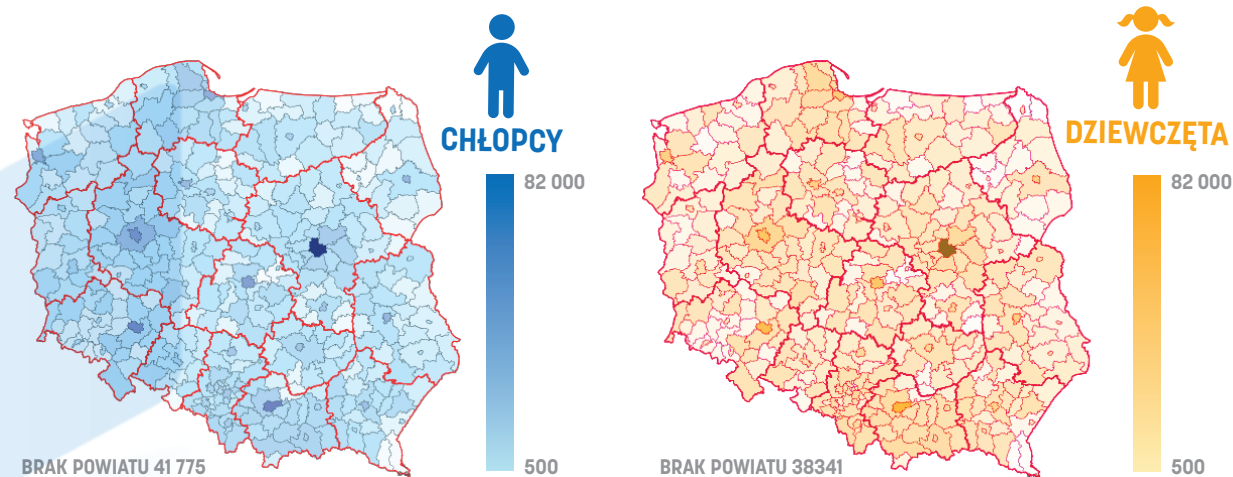 CHŁOPCY
82 000
500
BRAK POWIATU 41 775
DZIEWCZĘTA
82 000
500
BRAK POWIATU 38341